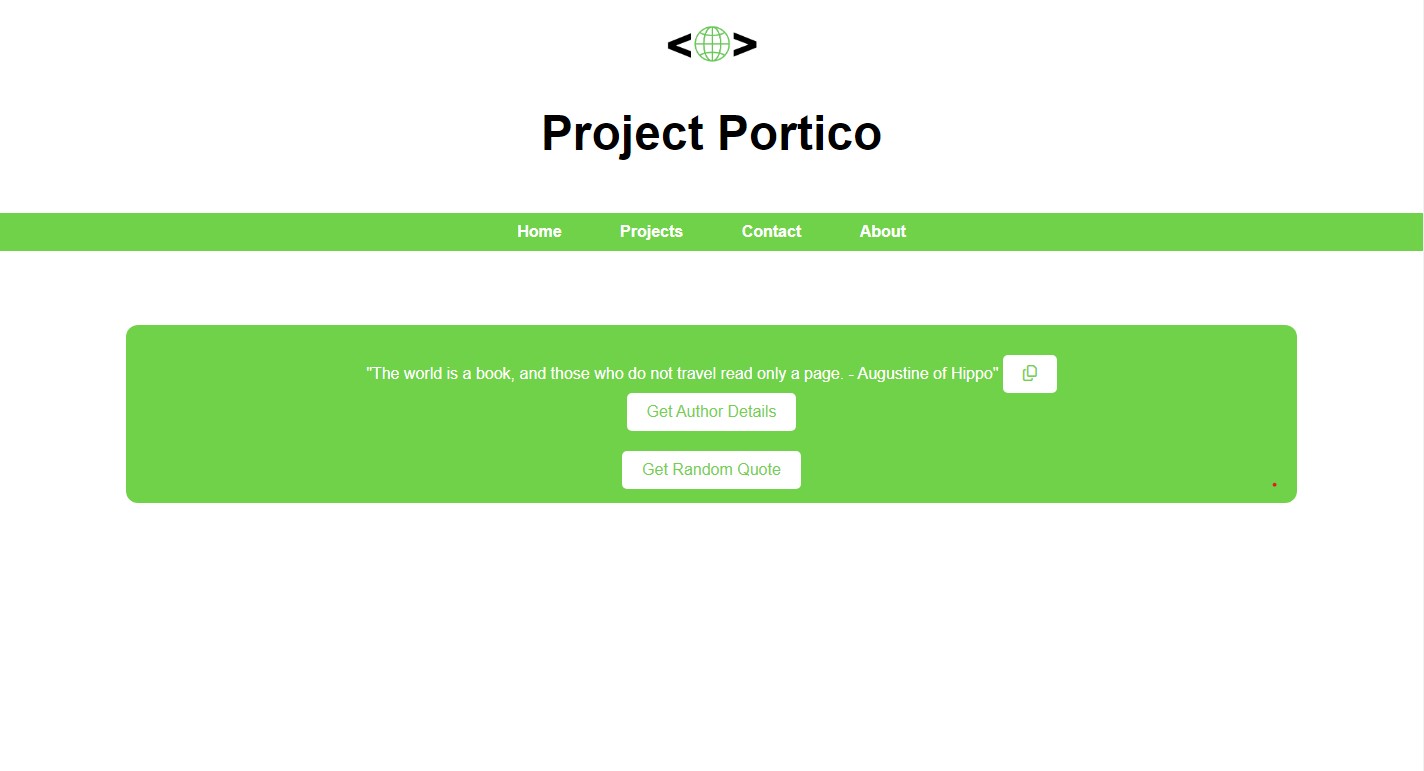 < >
Project Portico
Home Projects Contact About
"The world is a book, and those who do not travel read only a page. - Augustine of Hippo"
Get Author Details
Get Random Quote